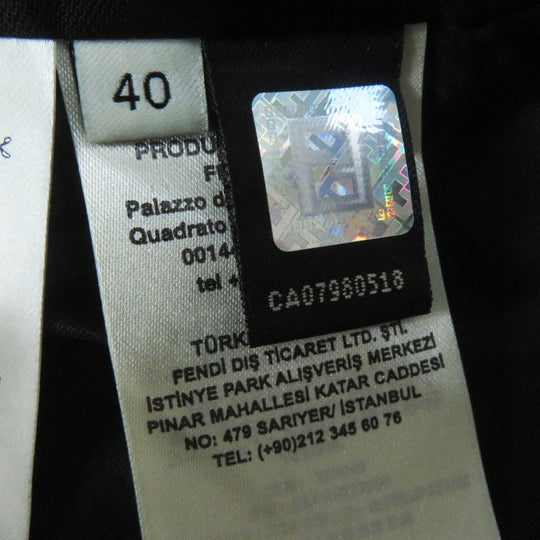 40
PRODU
Palazzo d
Quadrato
0014
tel +
CA07980518
TÜRK
FENDİ DIŞ TİCARET LTD. ŞTİ.
İSTİNYE PARK ALIŞVERİŞ MERKEZİ
PINAR MAHALLESİ KATAR CADDESİ
NO: 479 SARIYER/ İSTANBUL
TEL: (+90)212 345 60 76